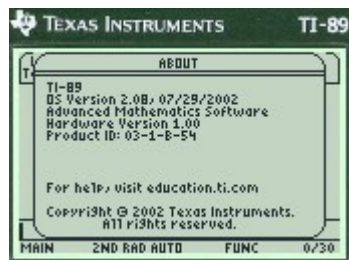 TEXAS INSTRUMENTS TI-89
ABOUT
TI-89
OS Version 2.08, 07/29/2002
Advanced Mathematics Software
Hardware Version 1.00
Product ID: 03-1-B-54
For help, visit education.ti.com
Copyright © 2002 Texas Instruments.
All rights reserved.
MAIN 2ND RAD AUTO FUNC 0/30